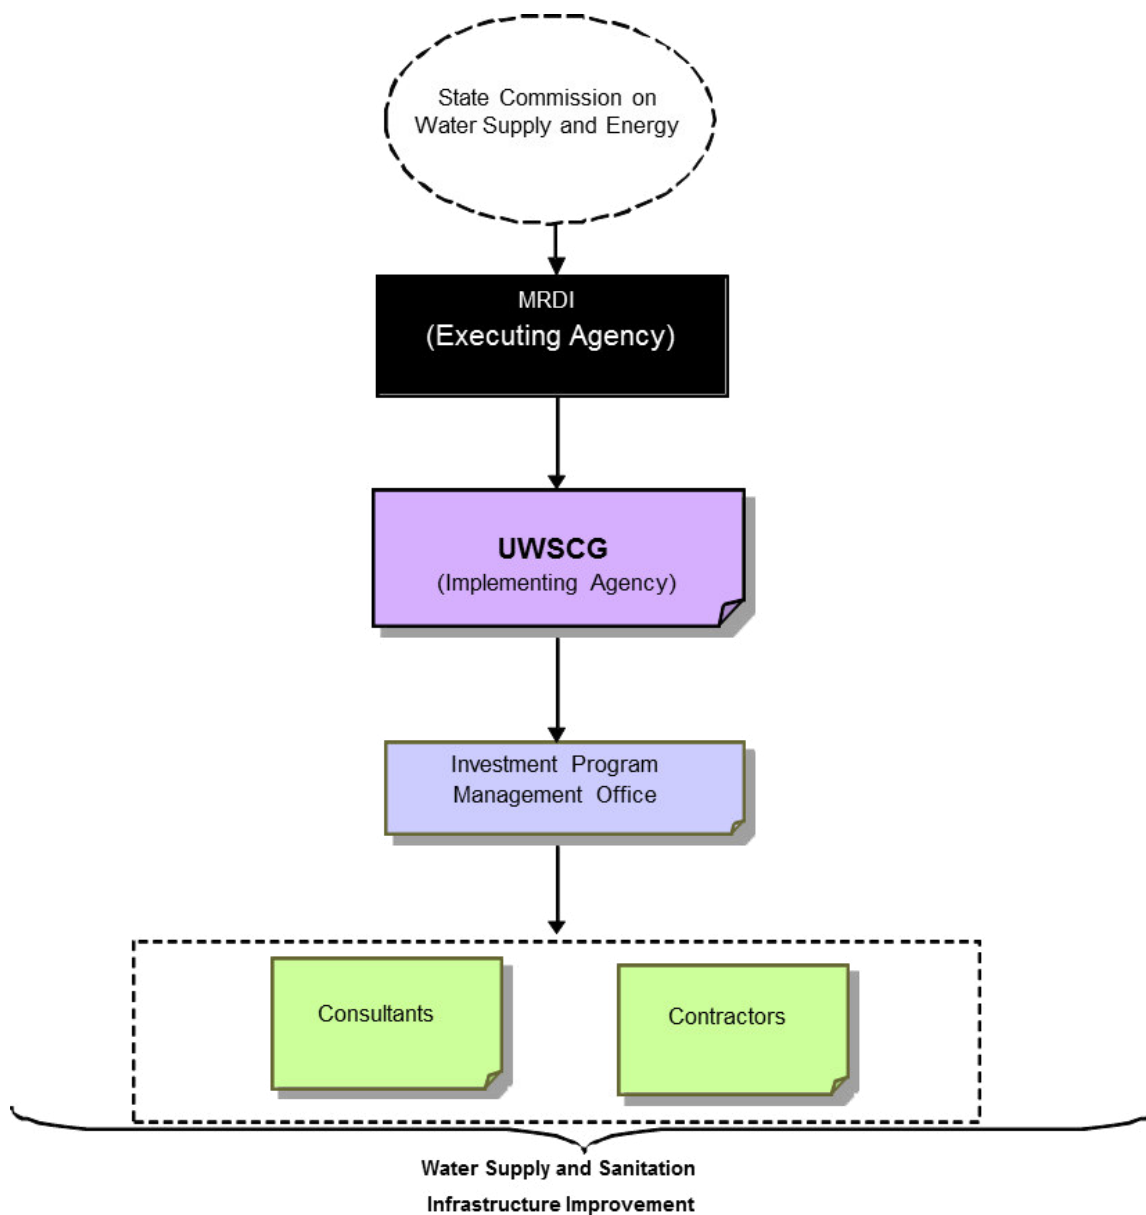 State Commission on
Water Supply and Energy
MRDI
(Executing Agency)
UWSCG
(Implementing Agency)
Investment Program
Management Office
Consultants
Contractors
Water Supply and Sanitation
Infrastructure Improvement